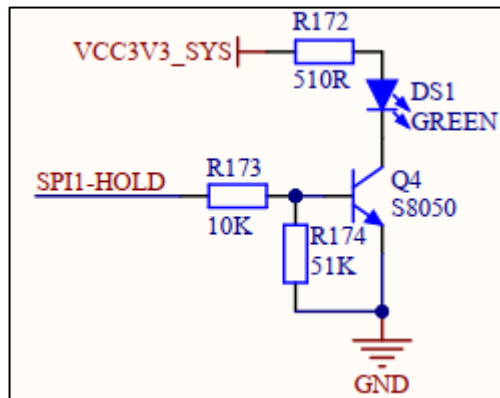 R172
VCC3V3_SYS
510R
DS1
GREEN
R173
SPI1-HOLD
10K
Q4
S8050
R174
51K
GND